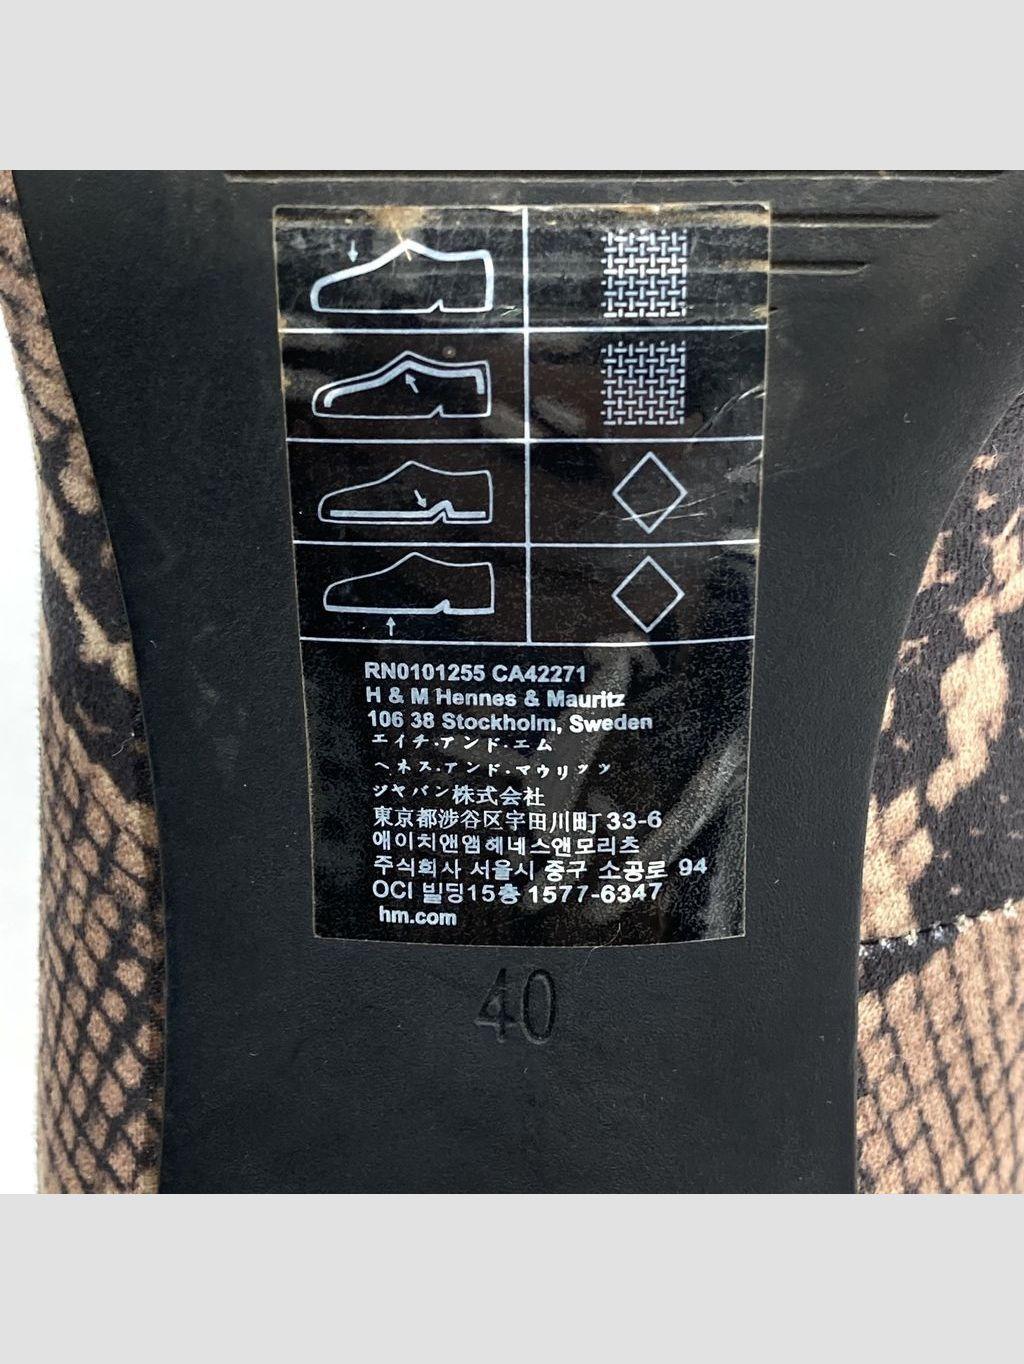 RN0101255 CA42271
H & M Hennes & Mauritz
106 38 Stockholm, Sweden
エイチ.アンド.エム
ヘネス.アンド.マウリッツ
ジャパン株式会社
東京都渋谷区宇田川町 33-6
에이치앤엠헤네스앤모리츠
주식회사 서울시 중구 소공로 94
OCI 빌딩15층 1577-6347
hm.com
40